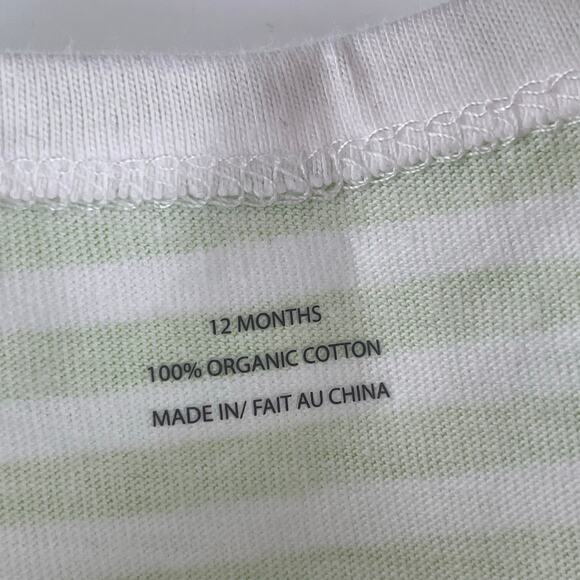 12 MONTHS
100% ORGANIC COTTON
MADE IN/ FAIT AU CHINA